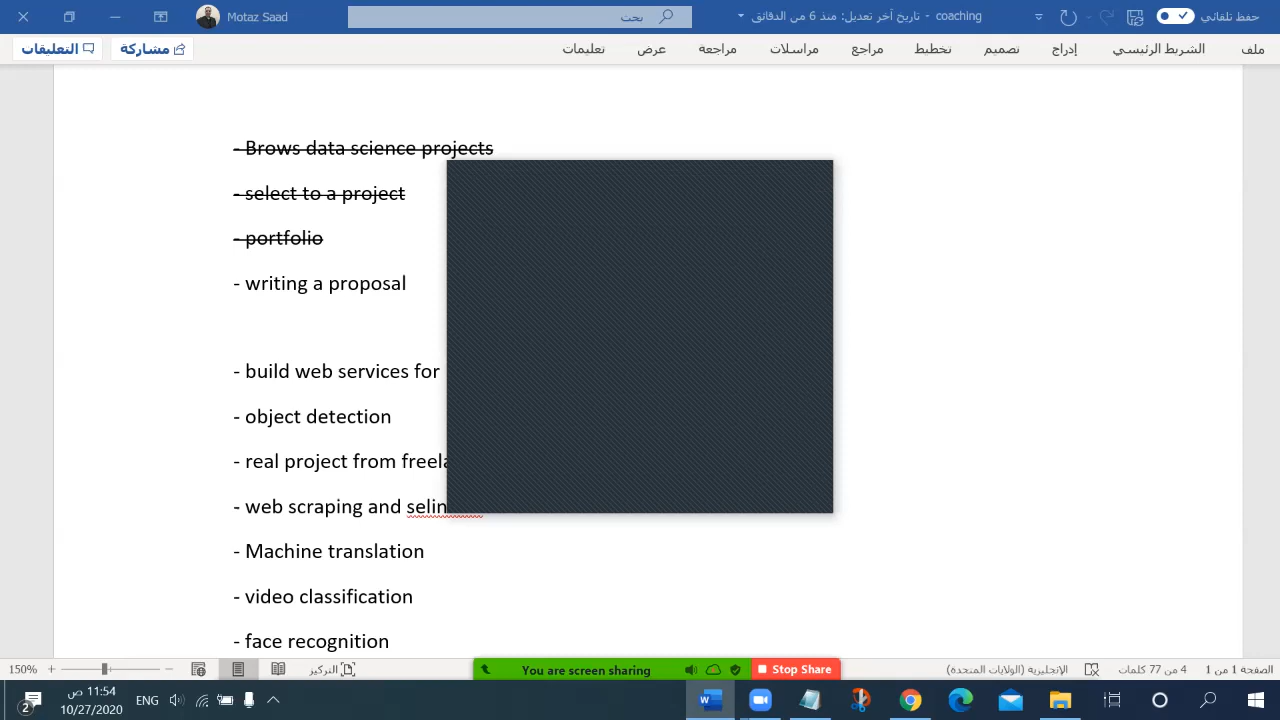 حفظ تلقائي
coaching - تاريخ آخر تعديل: منذ 6 من الدقائق
بحث
Motaz Saad
ملف الشريط الرئيسي إدراج تصميم تخطيط مراجع مراسلات مراجعة عرض تعليمات
مشاركة
التعليقات
- Brows data science projects
- select to a project
- portfolio
- writing a proposal
- build web services for
- object detection
- real project from
- web scraping and
- Machine translation
- video classification
- face recognition
الصفحة 1 من 1 4 من 77 كلمات الإنجليزية (الولايات المتحدة)
You are screen sharing
Stop Share
التركيز
150%
ENG
11:54 ص
10/27/2020
2